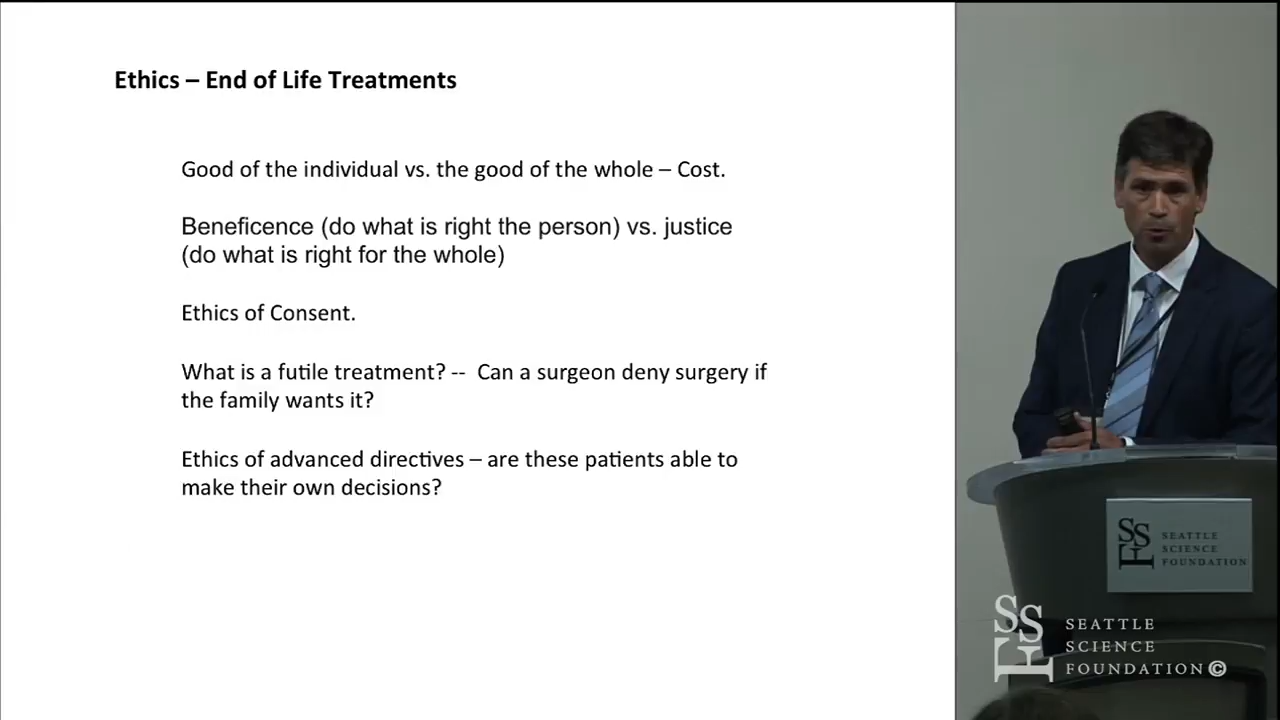 Ethics – End of Life Treatments
Good of the individual vs. the good of the whole – Cost.
Beneficence (do what is right the person) vs. justice
(do what is right for the whole)
Ethics of Consent.
What is a futile treatment? -- Can a surgeon deny surgery if
the family wants it?
Ethics of advanced directives – are these patients able to
make their own decisions?
SSF
SEATTLE
SCIENCE
FOUNDATION
SSF
SEATTLE
SCIENCE
FOUNDATION©